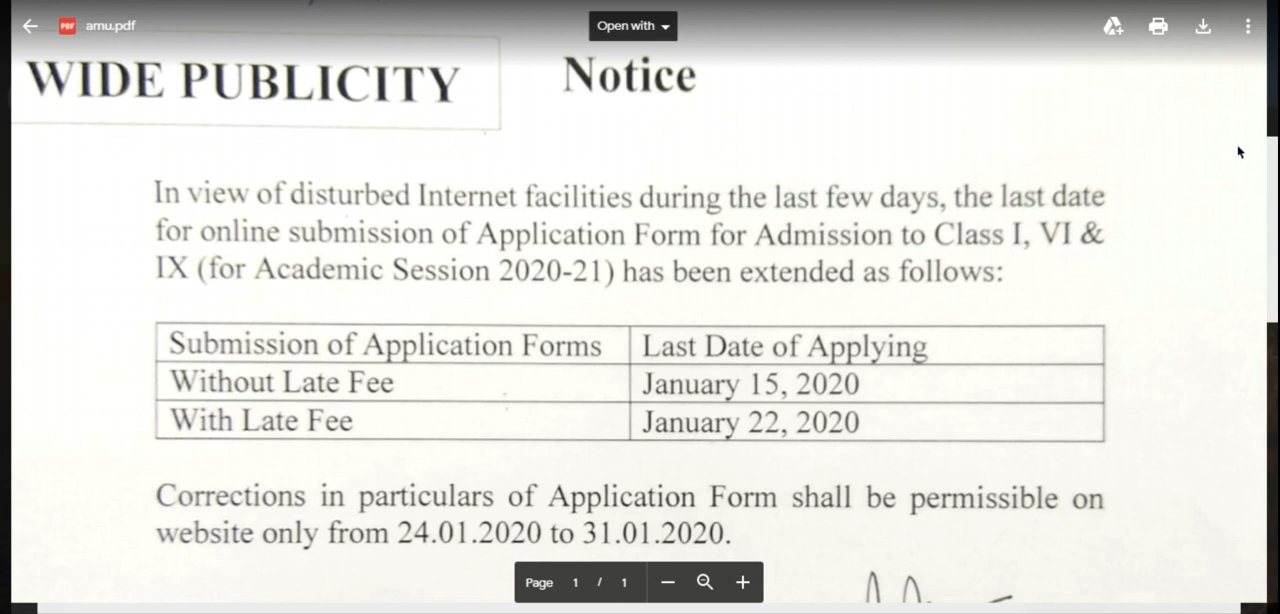 PDF amu.pdf
Open with
WIDE PUBLICITY
Notice
In view of disturbed Internet facilities during the last few days, the last date
for online submission of Application Form for Admission to Class I, VI &
IX (for Academic Session 2020-21) has been extended as follows:
Submission of Application Forms Last Date of Applying
Without Late Fee January 15, 2020
With Late Fee January 22, 2020
Corrections in particulars of Application Form shall be permissible on
website only from 24.01.2020 to 31.01.2020.
Page 1 / 1